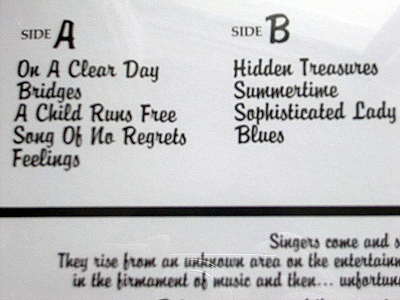 SIDE A
On A Clear Day
Bridges
A Child Runs Free
Song Of No Regrets
Feelings
SIDE B
Hidden Treasures
Summertime
Sophisticated Lady
Blues
Singers come and s
They rise from an unknown area on the entertainm
in the firmament of music and then... unfortun